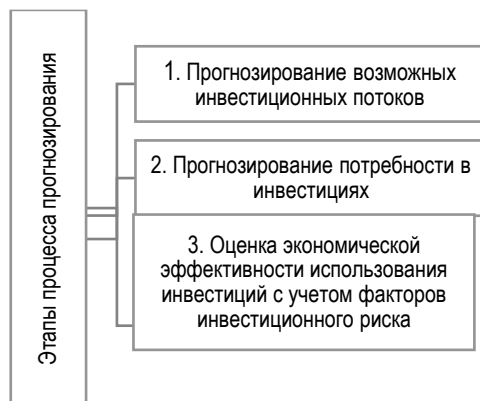 Этапы процесса прогнозирования
1. Прогнозирование возможных
инвестиционных потоков
2. Прогнозирование потребности в
инвестициях
3. Оценка экономической
эффективности использования
инвестиций с учетом факторов
инвестиционного риска